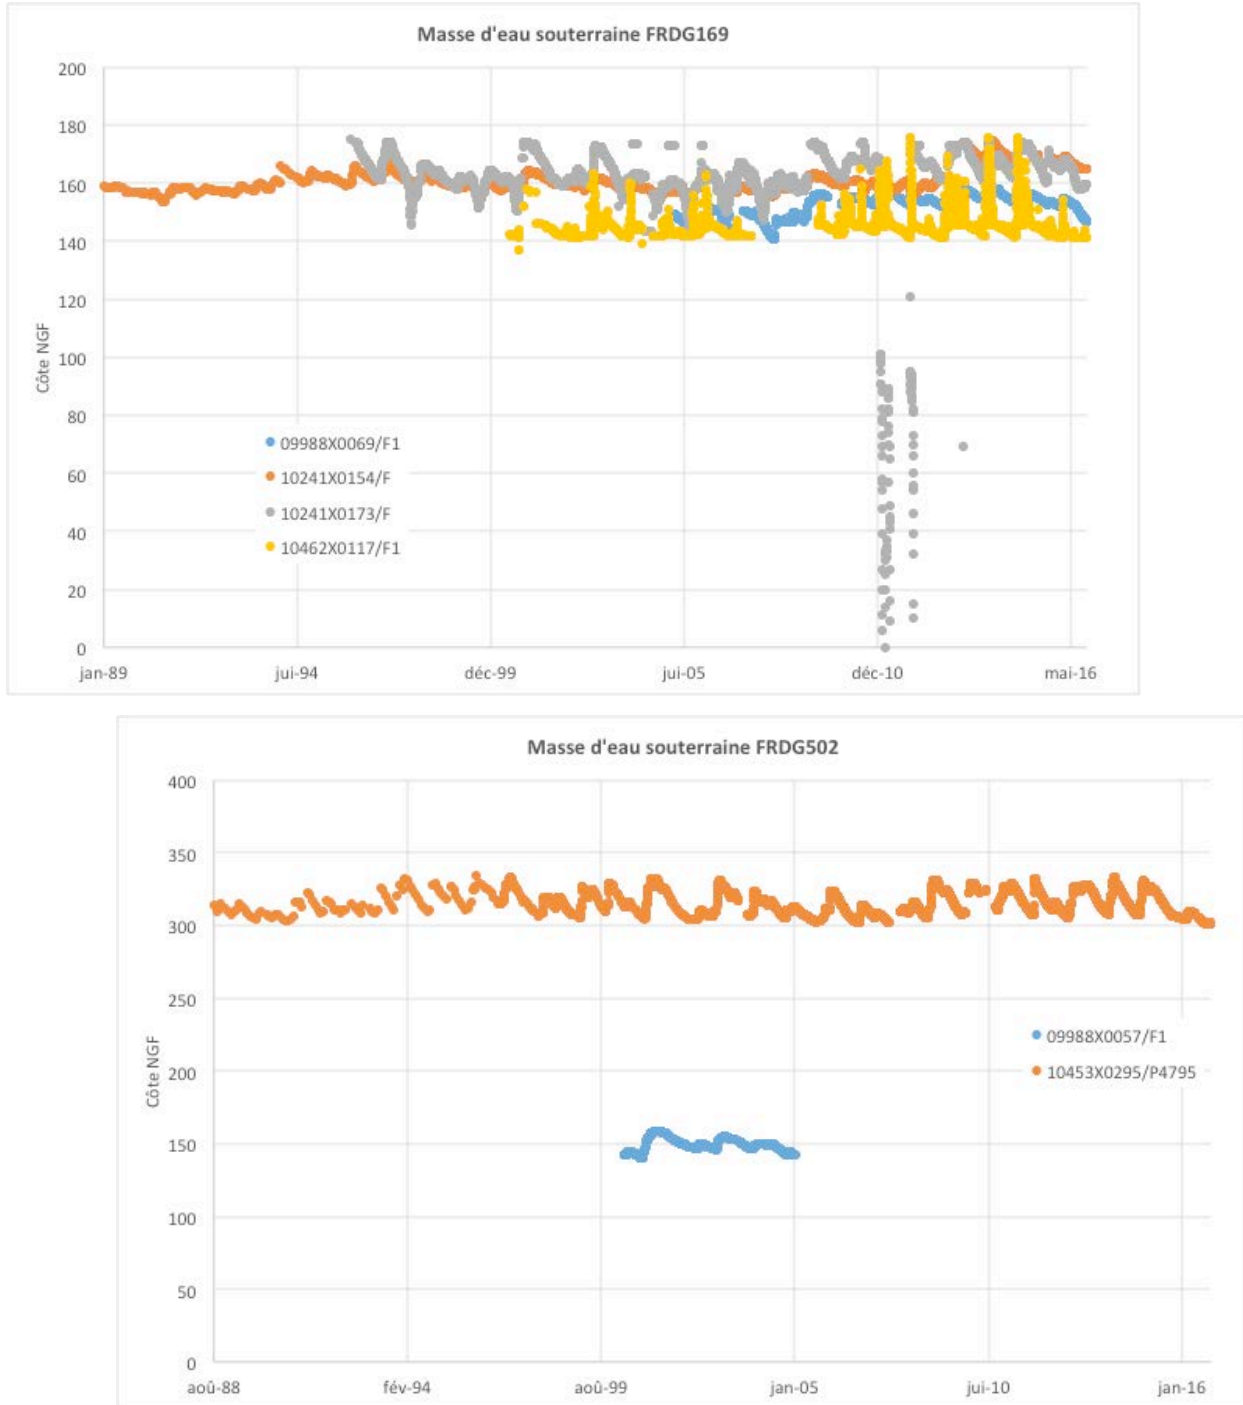 Masse d'eau souterraine FRDG169
200
180
160
140
120
100
80
60
40
20
0
Côte NGF
09988X0069/F1
10241X0154/F
10241X0173/F
10462X0117/F1
jan-89 jui-94 déc-99 jui-05 déc-10 mai-16
Masse d'eau souterraine FRDG502
400
350
300
250
200
150
100
50
0
Côte NGF
09988X0057/F1
10453X0295/P4795
aoû-88 fév-94 aoû-99 jan-05 jui-10 jan-16